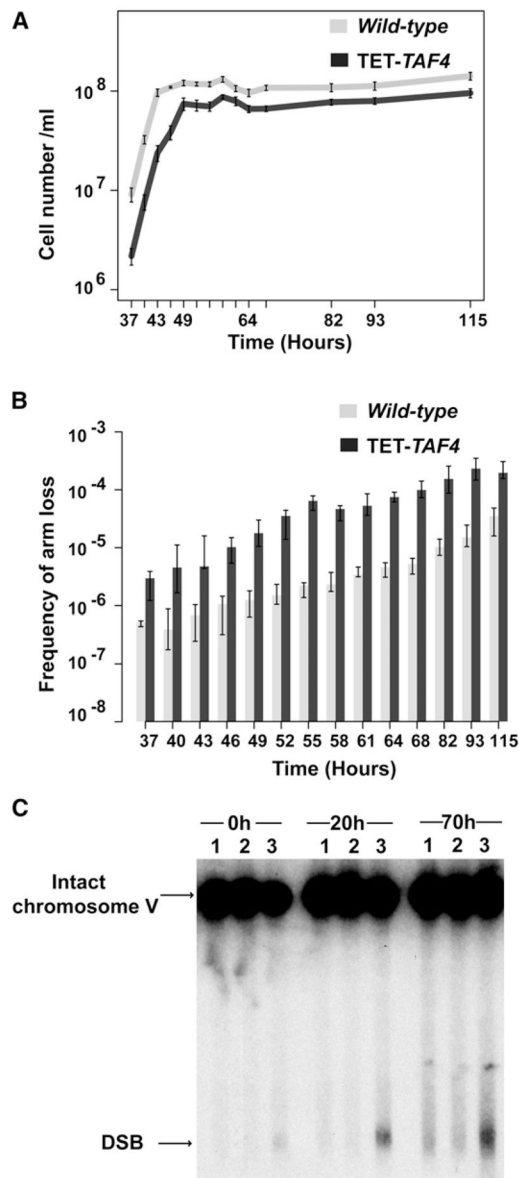 A
Wild-type
TET-TAF4
10^8
10^7
10^6
Cell number /ml
37 43 49 64 82 93 115
Time (Hours)
B
Wild-type
TET-TAF4
10^-3
10^-4
10^-5
10^-6
10^-7
10^-8
Frequency of arm loss
37 40 43 46 49 52 55 58 61 64 68 82 93 115
Time (Hours)
C
0h 20h 70h
1 2 3 1 2 3 1 2 3
Intact
chromosome V
DSB